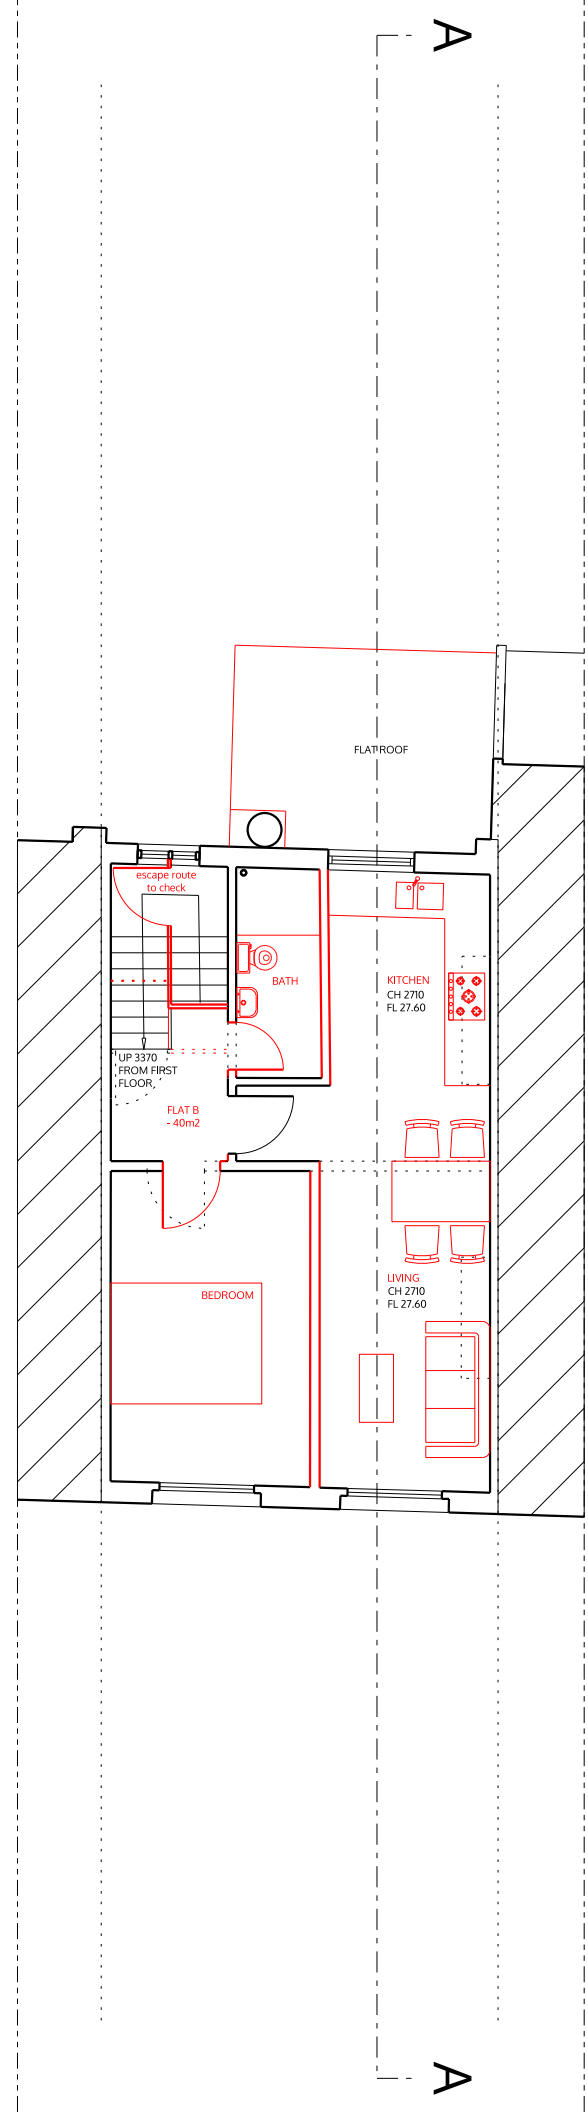 A
FLAT ROOF
escape route
to check
BATH
KITCHEN
CH 2710
FL 27.60
UP 3370
FROM FIRST
FLOOR
FLAT B
- 40m2
LIVING
CH 2710
FL 27.60
BEDROOM
A